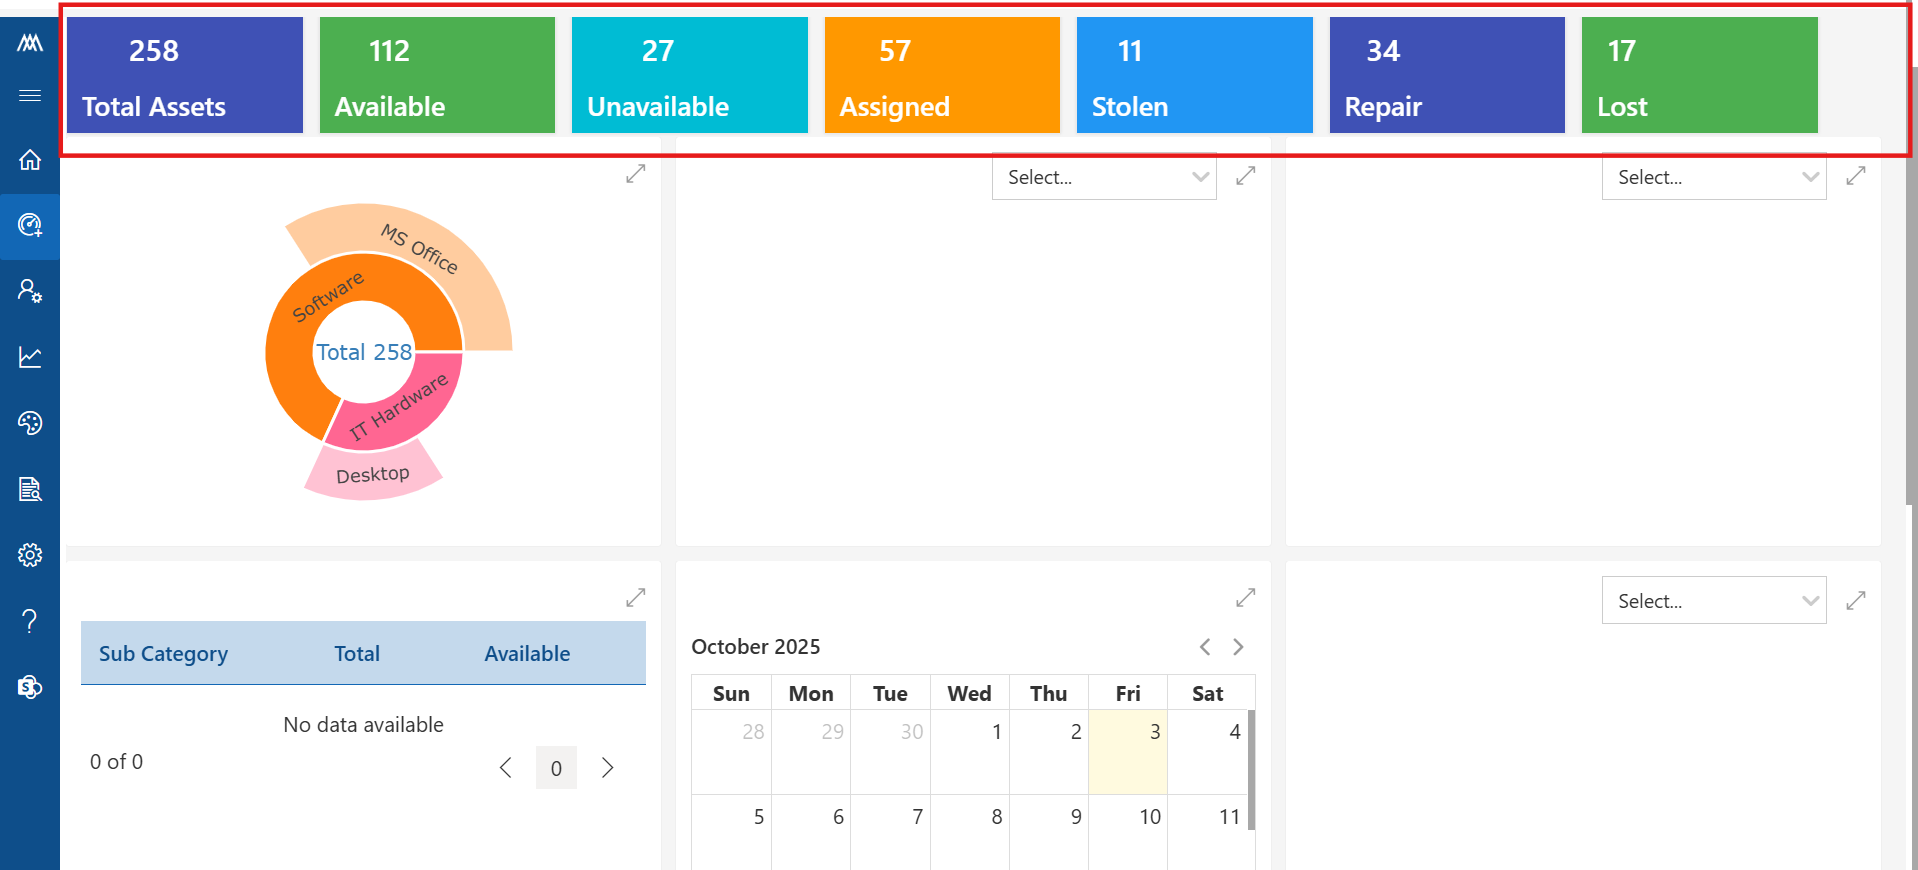 258
Total Assets
112
Available
27
Unavailable
57
Assigned
11
Stolen
34
Repair
17
Lost
MS Office
Software
Total 258
IT Hardware
Desktop
Select...
Select...
Sub Category Total Available
No data available
0 of 0
0
October 2025
Sun Mon Tue Wed Thu Fri Sat
28 29 30 1 2 3 4
5 6 7 8 9 10 11
Select...